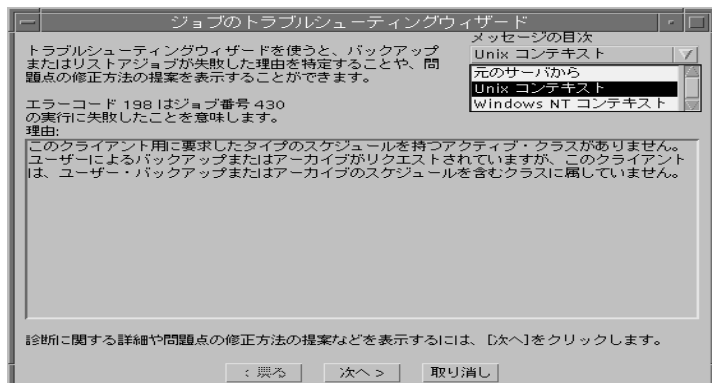 ジョブのトラブルシューティングウィザード
メッセージの目次
トラブルシューティングウィザードを使うと、バックアップ
またはリストアジョブが失敗した理由を特定することや、問
題点の修正方法の提案を表示することができます。
Unix コンテキスト
元のサーバから
Unix コンテキスト
Windows NT コンテキスト
エラーコード 198 はジョブ番号 430
の実行に失敗したことを意味します。
理由:
このクライアント用に要求したタイプのスケジュールを持つアクティブ・クラスがありません。
ユーザーによるバックアップまたはアーカイブがリクエストされていますが、このクライアント
は、ユーザー・バックアップまたはアーカイブのスケジュールを含むクラスに属していません。
診断に関する詳細や問題点の修正方法の提案などを表示するには、[次へ]をクリックします。
< 戻る
次へ >
取り消し